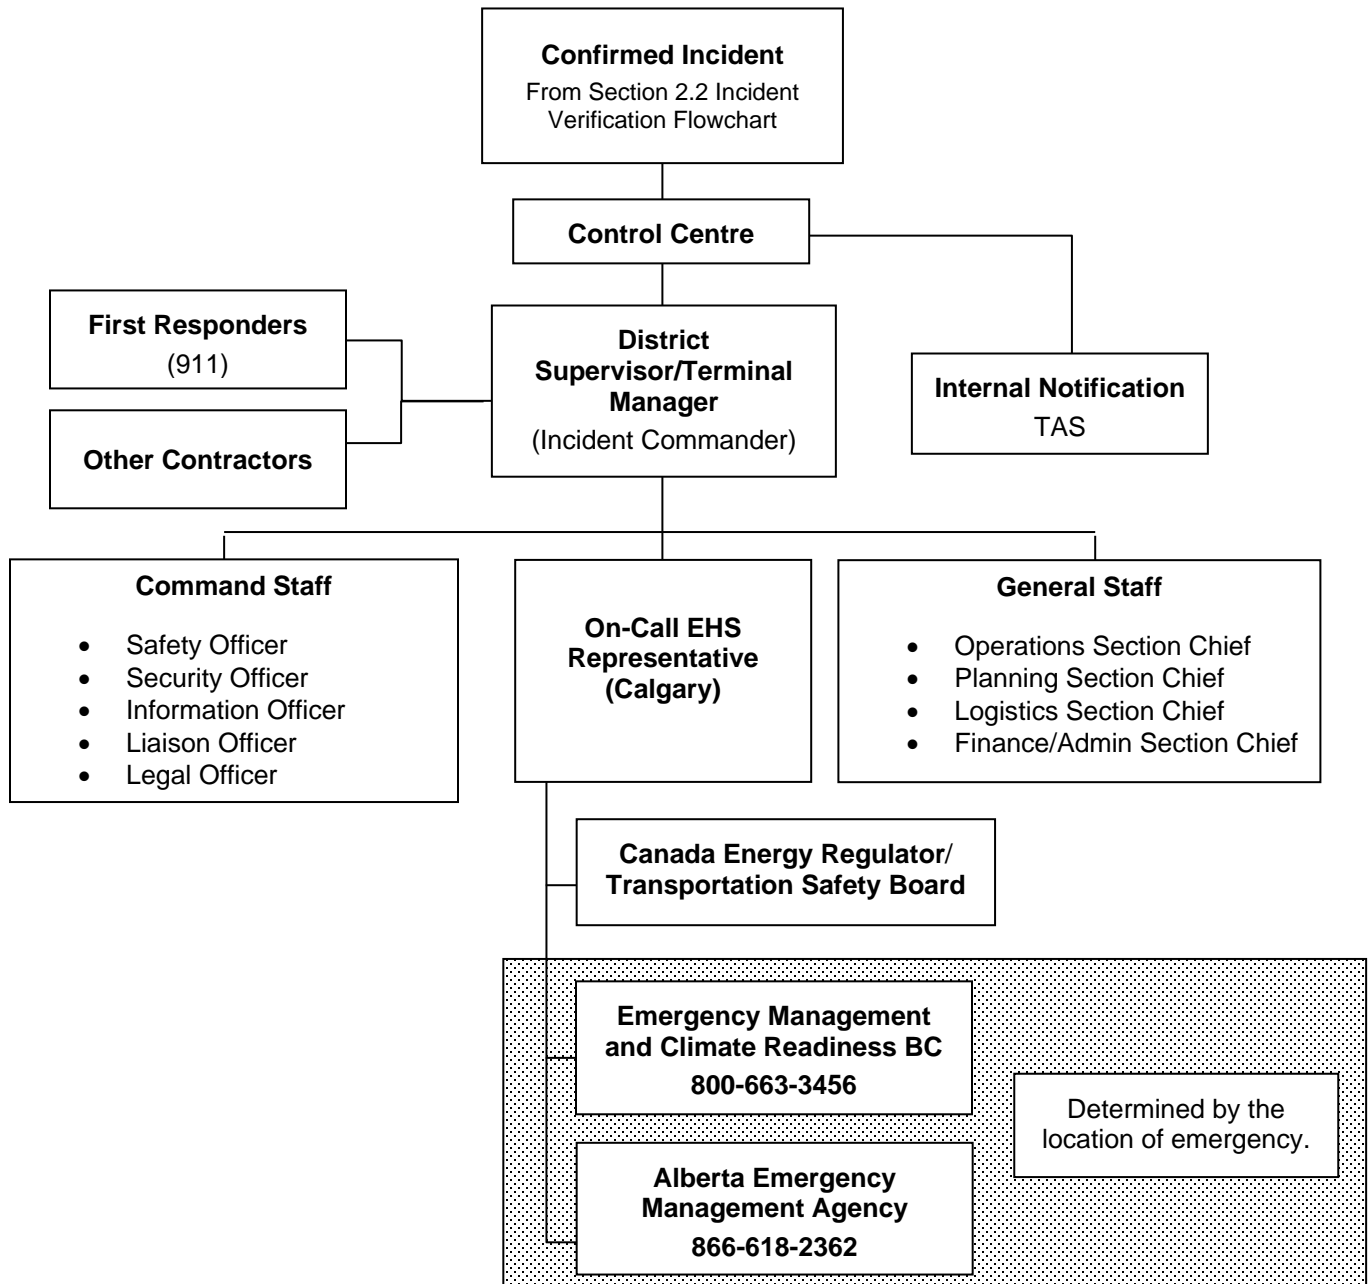 Confirmed Incident
From Section 2.2 Incident
Verification Flowchart
Control Centre
First Responders
(911)
Other Contractors
District
Supervisor/Terminal
Manager
(Incident Commander)
Internal Notification
TAS
Command Staff
• Safety Officer
• Security Officer
• Information Officer
• Liaison Officer
• Legal Officer
On-Call EHS
Representative
(Calgary)
General Staff
• Operations Section Chief
• Planning Section Chief
• Logistics Section Chief
• Finance/Admin Section Chief
Canada Energy Regulator/
Transportation Safety Board
Emergency Management
and Climate Readiness BC
800-663-3456
Determined by the
location of emergency.
Alberta Emergency
Management Agency
866-618-2362